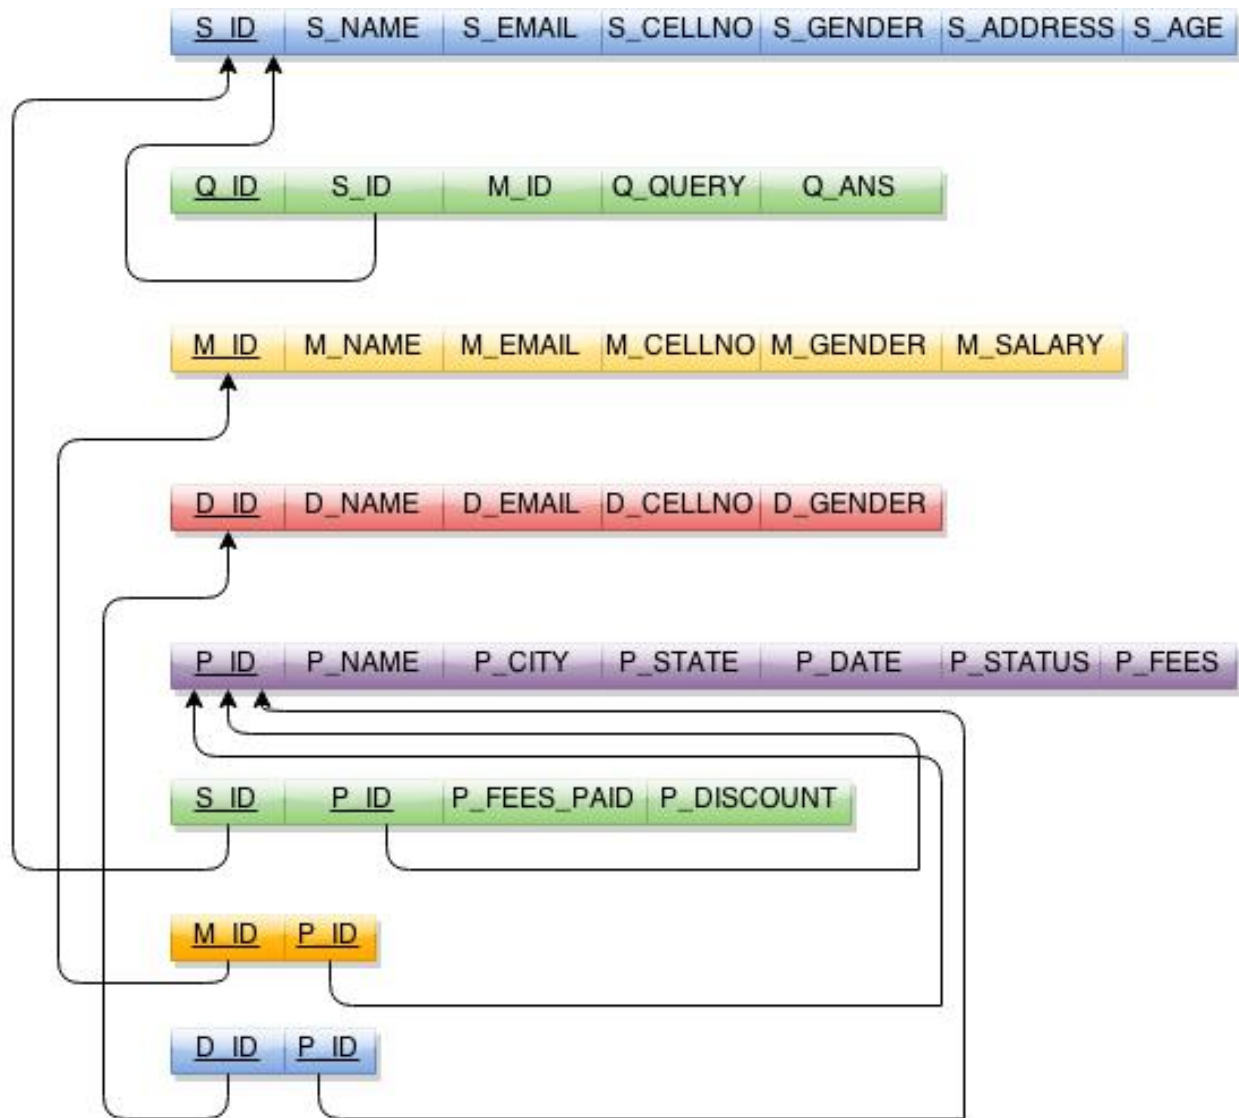 S_ID S_NAME S_EMAIL S_CELLNO S_GENDER S_ADDRESS S_AGE
Q_ID S_ID M_ID Q_QUERY Q_ANS
M_ID M_NAME M_EMAIL M_CELLNO M_GENDER M_SALARY
D_ID D_NAME D_EMAIL D_CELLNO D_GENDER
P_ID P_NAME P_CITY P_STATE P_DATE P_STATUS P_FEES
S_ID P_ID P_FEES_PAID P_DISCOUNT
M_ID P_ID
D_ID P_ID